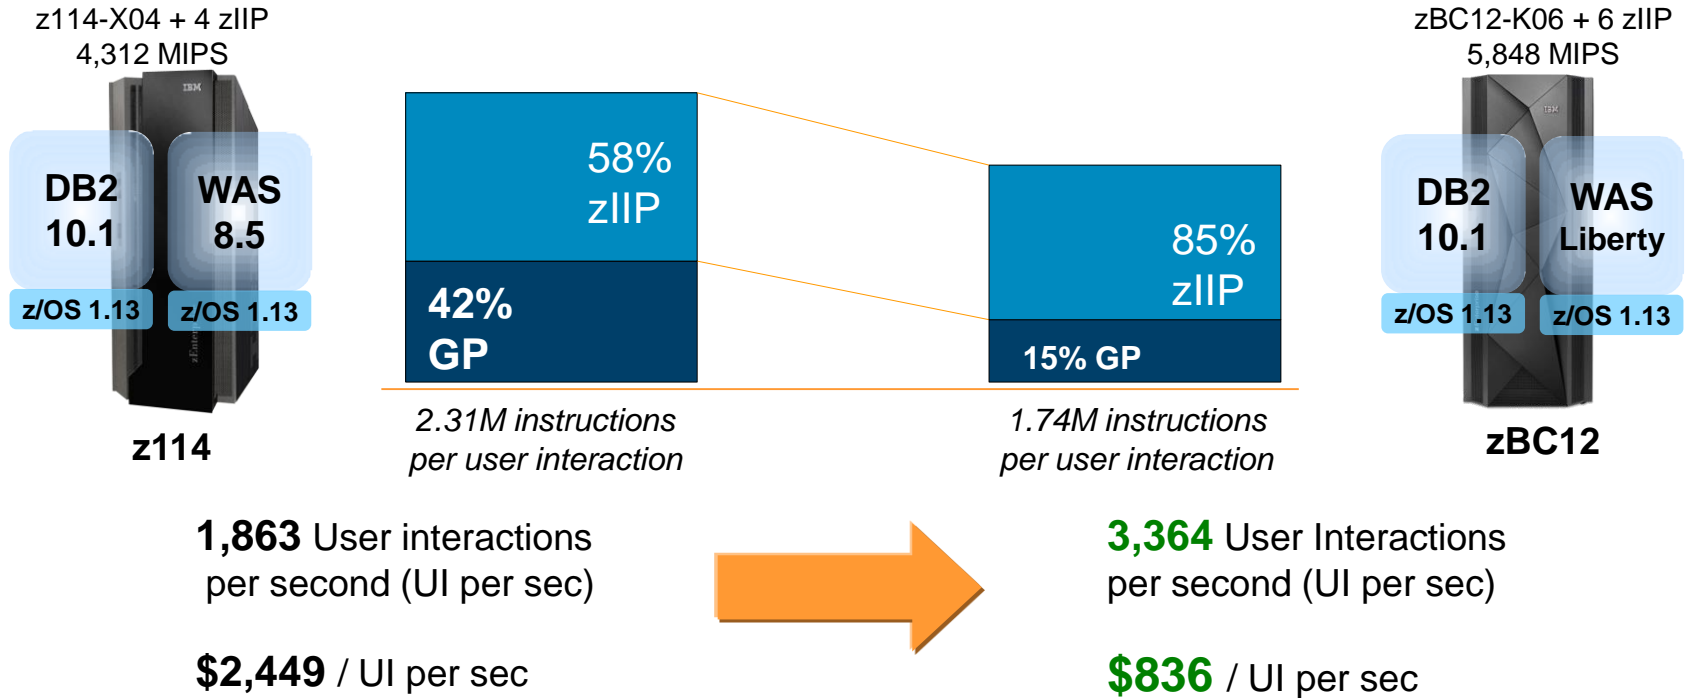 z114-X04 + 4 zIIP
4,312 MIPS
IBM
DB2
10.1
WAS
8.5
z/OS 1.13
z/OS 1.13
z114
58%
zIIP
42%
GP
2.31M instructions
per user interaction
85%
zIIP
15% GP
1.74M instructions
per user interaction
zBC12-K06 + 6 zIIP
5,848 MIPS
IBM
DB2
10.1
WAS
Liberty
z/OS 1.13
z/OS 1.13
zBC12
1,863 User interactions
per second (UI per sec)
$2,449 / UI per sec
3,364 User Interactions
per second (UI per sec)
$836 / UI per sec